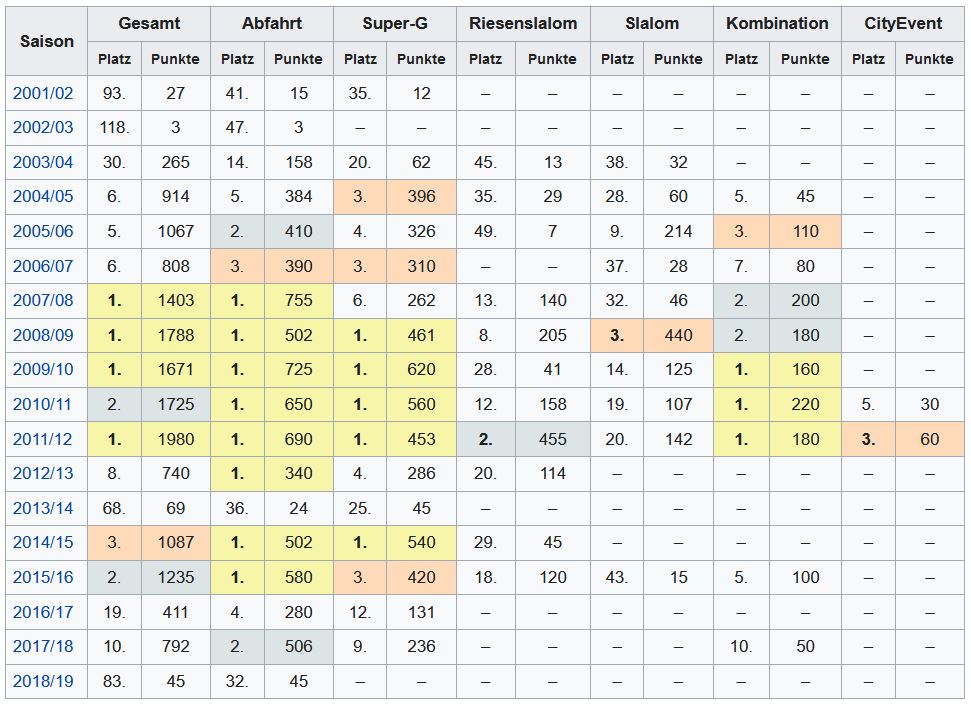 Saison Gesamt Abfahrt Super-G Riesenslalom Slalom Kombination CityEvent
Platz Punkte Platz Punkte Platz Punkte Platz Punkte Platz Punkte Platz Punkte Platz Punkte
2001/02 93. 27 41. 15 35. 12 – – – – – – – –
2002/03 118. 3 47. 3 – – – – – – – – – –
2003/04 30. 265 14. 158 20. 62 45. 13 38. 32 – – – –
2004/05 6. 914 5. 384 3. 396 35. 29 28. 60 5. 45 – –
2005/06 5. 1067 2. 410 4. 326 49. 7 9. 214 3. 110 – –
2006/07 6. 808 3. 390 3. 310 – – 37. 28 7. 80 – –
2007/08 1. 1403 1. 755 6. 262 13. 140 32. 46 2. 200 – –
2008/09 1. 1788 1. 502 1. 461 8. 205 3. 440 2. 180 – –
2009/10 1. 1671 1. 725 1. 620 28. 41 14. 125 1. 160 – –
2010/11 2. 1725 1. 650 1. 560 12. 158 19. 107 1. 220 5. 30
2011/12 1. 1980 1. 690 1. 453 2. 455 20. 142 1. 180 3. 60
2012/13 8. 740 1. 340 4. 286 20. 114 – – – – – –
2013/14 68. 69 36. 24 25. 45 – – – – – – – –
2014/15 3. 1087 1. 502 1. 540 29. 45 – – – – – –
2015/16 2. 1235 1. 580 3. 420 18. 120 43. 15 5. 100 – –
2016/17 19. 411 4. 280 12. 131 – – – – – – – –
2017/18 10. 792 2. 506 9. 236 – – – – 10. 50 – –
2018/19 83. 45 32. 45 – – – – – – – – – –